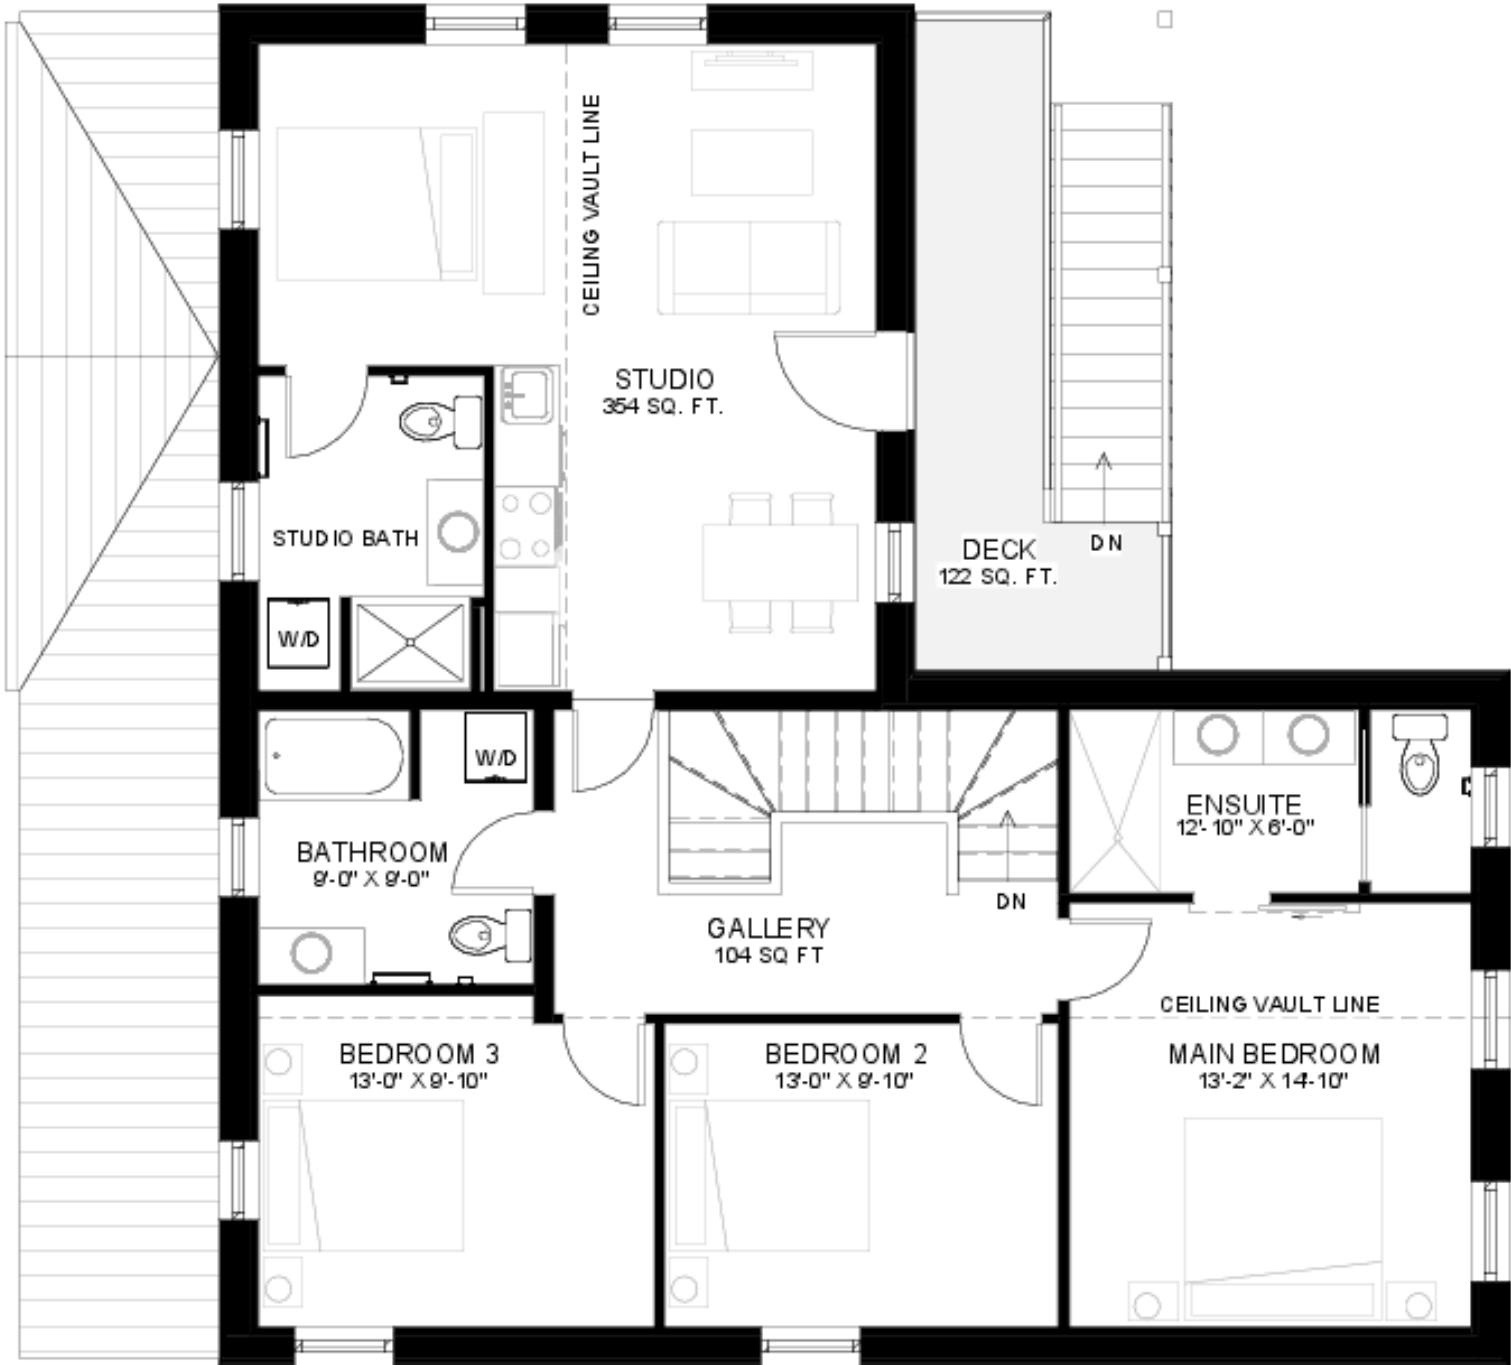 CEILING VAULT LINE
STUDIO
354 SQ. FT.
STUDIO BATH
DECK
122 SQ. FT.
DN
W/D
W/D
BATHROOM
9'-0" X 9'-0"
ENSUITE
12'-10" X 6'-0"
DN
GALLERY
104 SQ FT
CEILING VAULT LINE
BEDROOM 3
13'-0" X 9'-10"
BEDROOM 2
13'-0" X 9'-10"
MAIN BEDROOM
13'-2" X 14'-10"